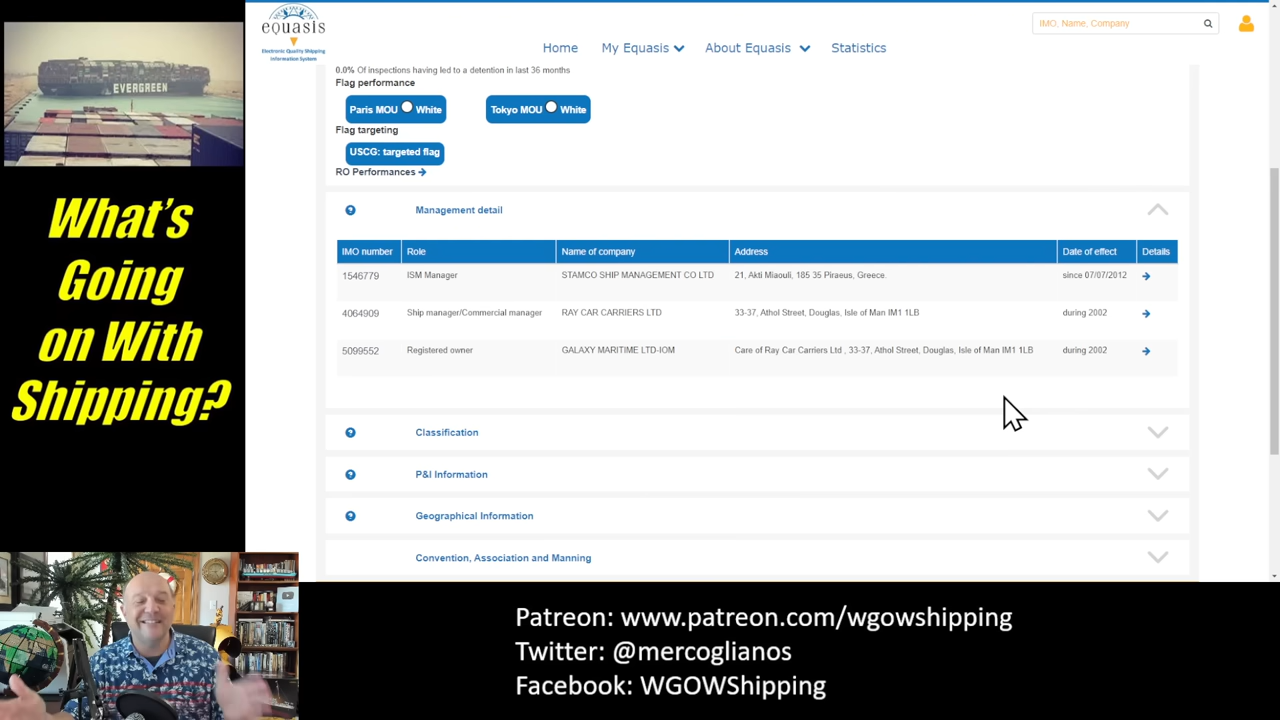 EVERGREEN
What's
Going
on With
Shipping?
equasis
Electronic Quality Shipping
Information System
Home
My Equasis
About Equasis
Statistics
IMO, Name, Company
0.0% Of inspections having led to a detention in last 36 months
Flag performance
Paris MOU White
Tokyo MOU White
Flag targeting
USCG: targeted flag
RO Performances
Management detail
IMO number Role Name of company Address Date of effect Details
1546779 ISM Manager STAMCO SHIP MANAGEMENT CO LTD 21, Akti Miaouli, 185 35 Piraeus, Greece. since 07/07/2012
4064909 Ship manager/Commercial manager RAY CAR CARRIERS LTD 33-37, Athol Street, Douglas, Isle of Man IM1 1LB during 2002
5099552 Registered owner GALAXY MARITIME LTD-IOM Care of Ray Car Carriers Ltd , 33-37, Athol Street, Douglas, Isle of Man IM1 1LB during 2002
Classification
P&I Information
Geographical Information
Convention, Association and Manning
Patreon: www.patreon.com/wgowshipping
Twitter: @mercoglianos
Facebook: WGOWShipping